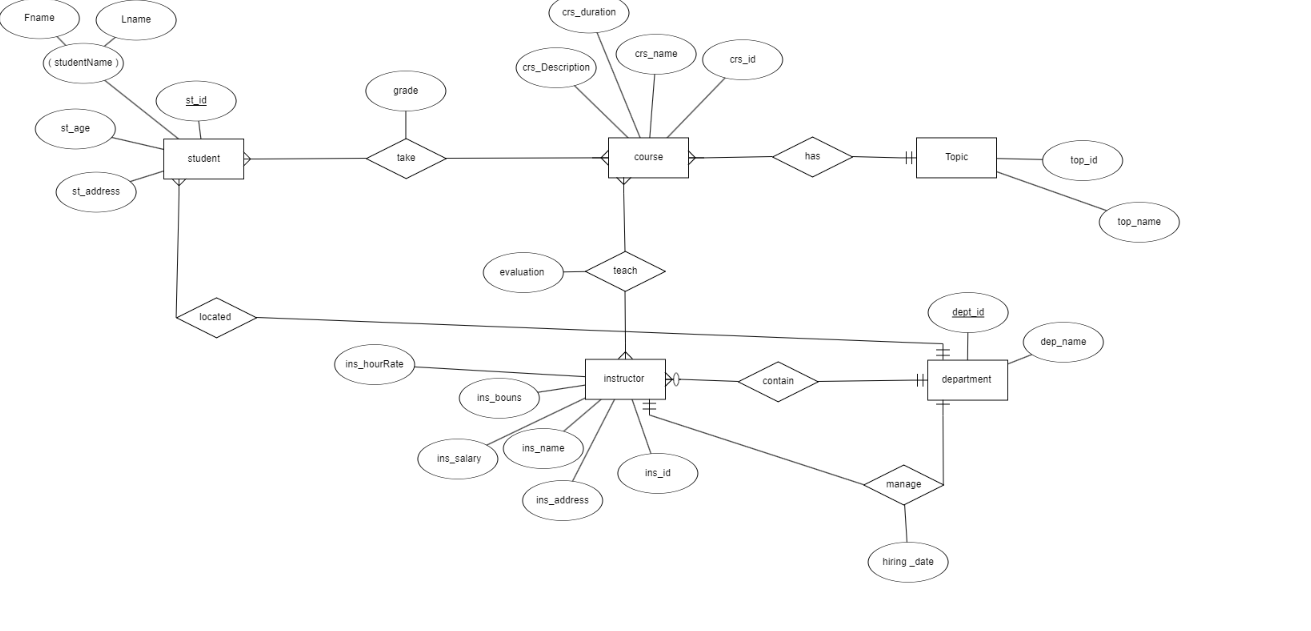 Fname
Lname
( studentName )
st_id
st_age
st_address
student
grade
take
crs_duration
crs_Description
crs_name
crs_id
course
has
Topic
top_id
top_name
evaluation
teach
located
dept_id
dep_name
department
contain
instructor
ins_hourRate
ins_bouns
ins_salary
ins_name
ins_address
ins_id
manage
hiring _date